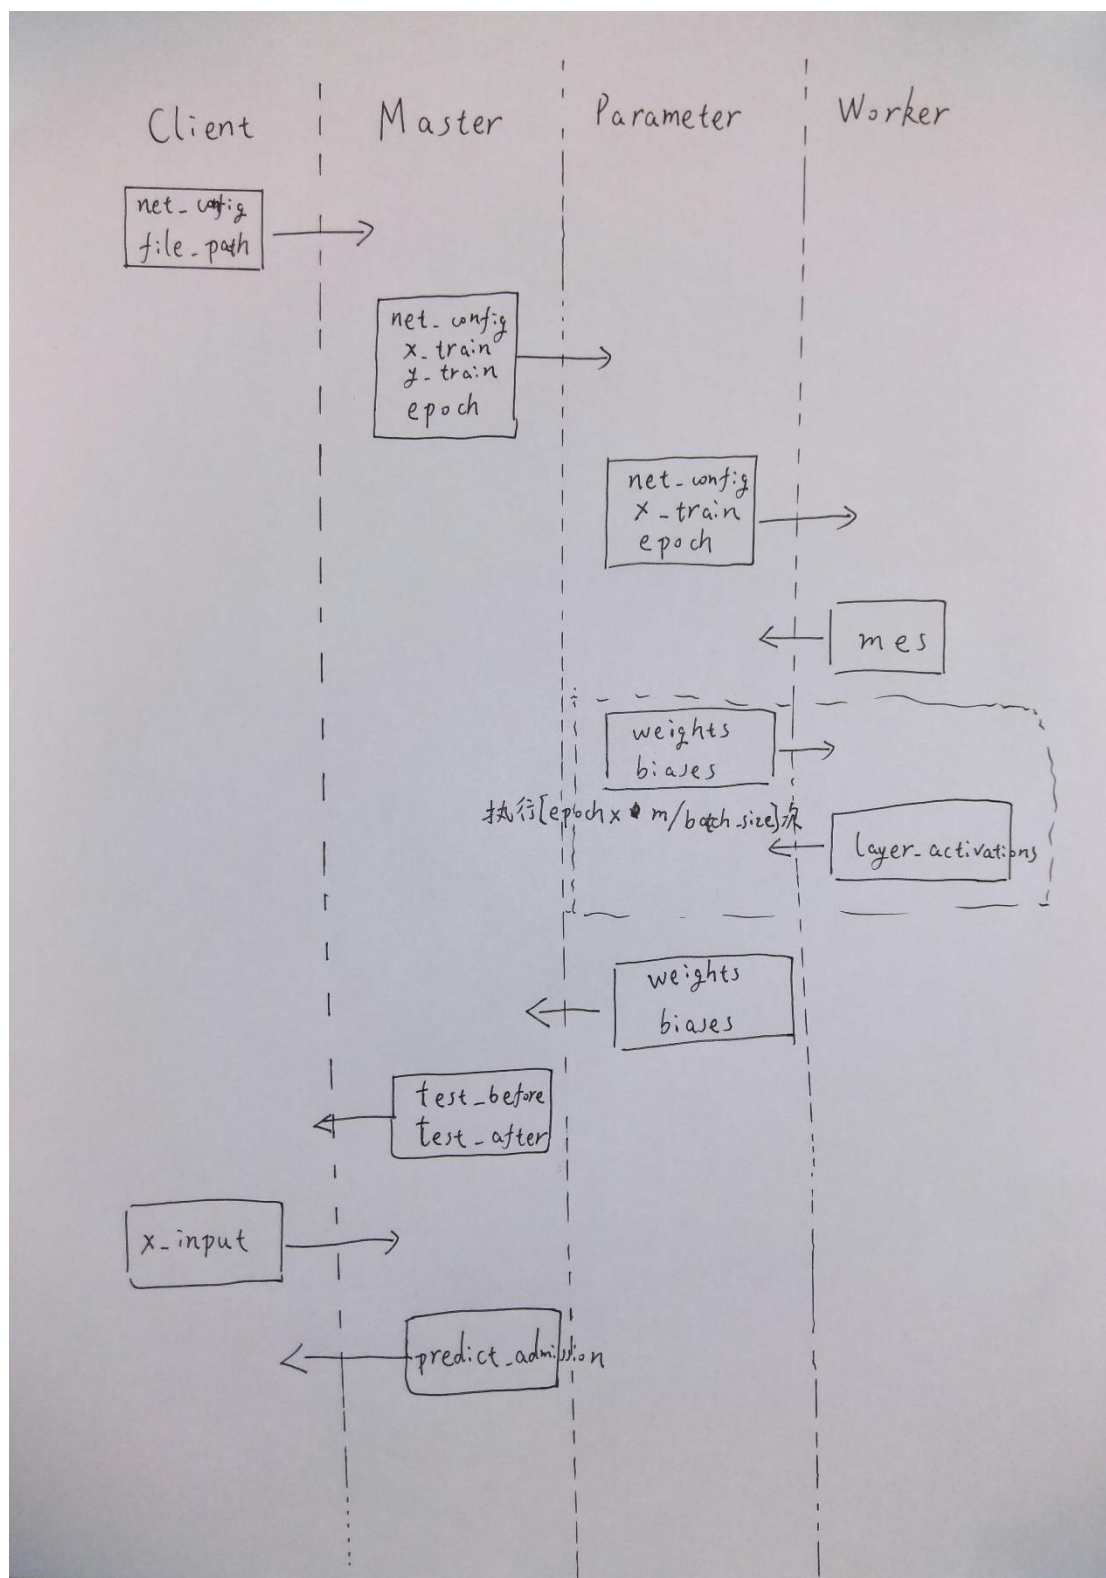 Client
Master
Parameter
Worker
net_config
file_path
net_config
x_train
y_train
epoch
net_config
x_train
epoch
mes
weights
biases
执行[epoch x m/batch_size]次
layer_activations
weights
biases
test_before
test_after
x_input
predict_admission